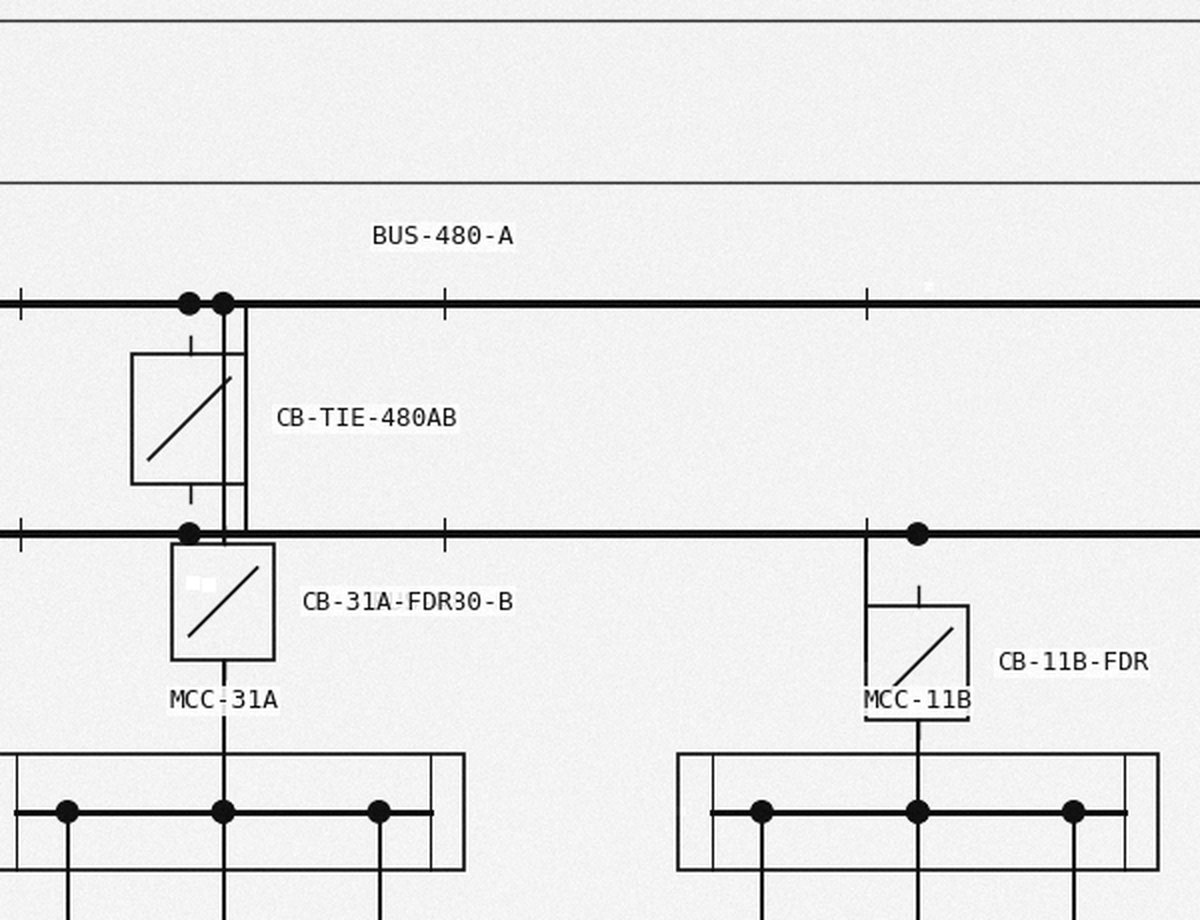 BUS-480-A
CB-TIE-480AB
CB-31A-FDR30-B
CB-11B-FDR
MCC-31A
MCC-11B